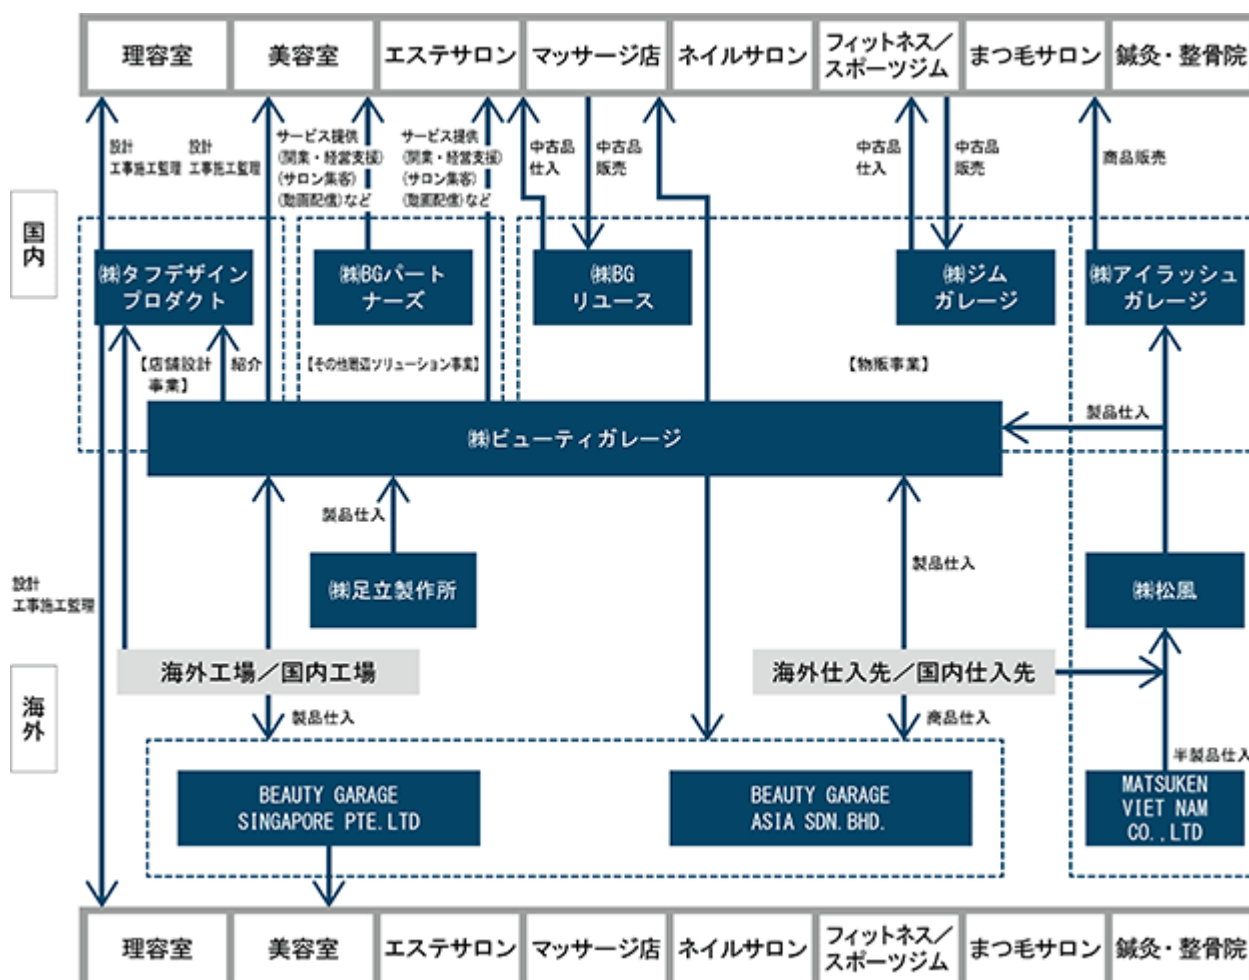 理容室
美容室
エステサロン
マッサージ店
ネイルサロン
フィットネス／
スポーツジム
まつ毛サロン
鍼灸・整骨院
設計
工事施工監理
設計
工事施工監理
サービス提供
(開業・経営支援)
(サロン集客)
(動画配信)など
サービス提供
(開業・経営支援)
(サロン集客)
(動画配信)など
中古品
仕入
中古品
販売
中古品
仕入
中古品
販売
商品販売
国内
㈱タフデザイン
プロダクト
㈱BGパート
ナーズ
㈱BG
リユース
㈱ジム
ガレージ
㈱アイラッシュ
ガレージ
【店舗設計
事業】
紹介
【その他周辺ソリューション事業】
【物販事業】
㈱ビューティガレージ
製品仕入
製品仕入
㈱足立製作所
製品仕入
㈱松風
設計
工事施工監理
海外工場／国内工場
海外仕入先／国内仕入先
海外
製品仕入
商品仕入
半製品仕入
BEAUTY GARAGE
SINGAPORE PTE.LTD
BEAUTY GARAGE
ASIA SDN.BHD.
MATSUKEN
VIET NAM
CO.,LTD
理容室
美容室
エステサロン
マッサージ店
ネイルサロン
フィットネス／
スポーツジム
まつ毛サロン
鍼灸・整骨院